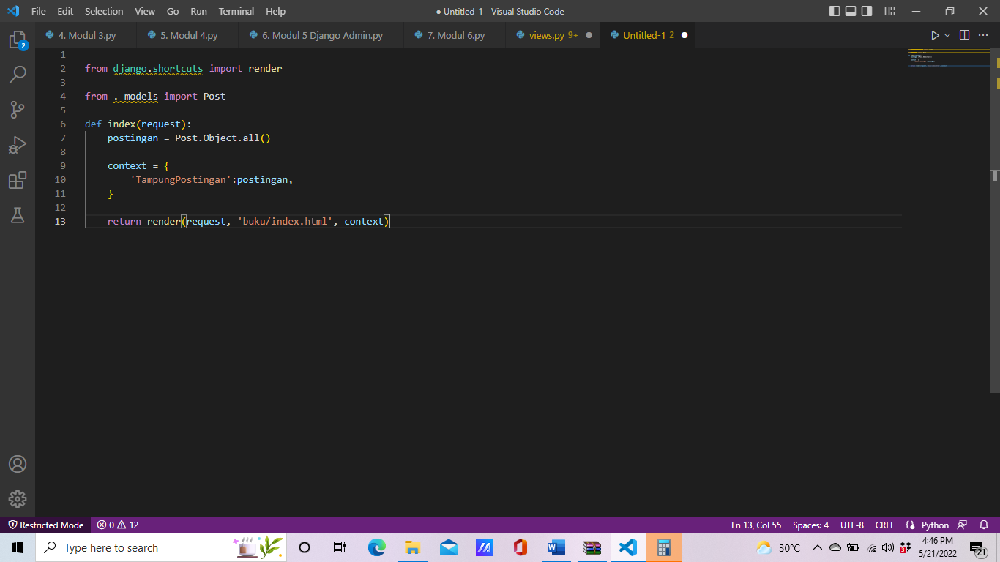 File Edit Selection View Go Run Terminal Help
● Untitled-1 - Visual Studio Code
4. Modul 3.py
5. Modul 4.py
6. Modul 5 Django Admin.py
7. Modul 6.py
views.py 9+
Untitled-1 2
2
1
2 from django.shortcuts import render
3
4 from . models import Post
5
6 def index(request):
7 postingan = Post.Object.all()
8
9 context = {
10 'TampungPostingan':postingan,
11 }
12
13 return render(request, 'buku/index.html', context)
Restricted Mode 0 12 Ln 13, Col 55 Spaces: 4 UTF-8 CRLF Python
Type here to search
30°C
3
4:46 PM
5/21/2022
21